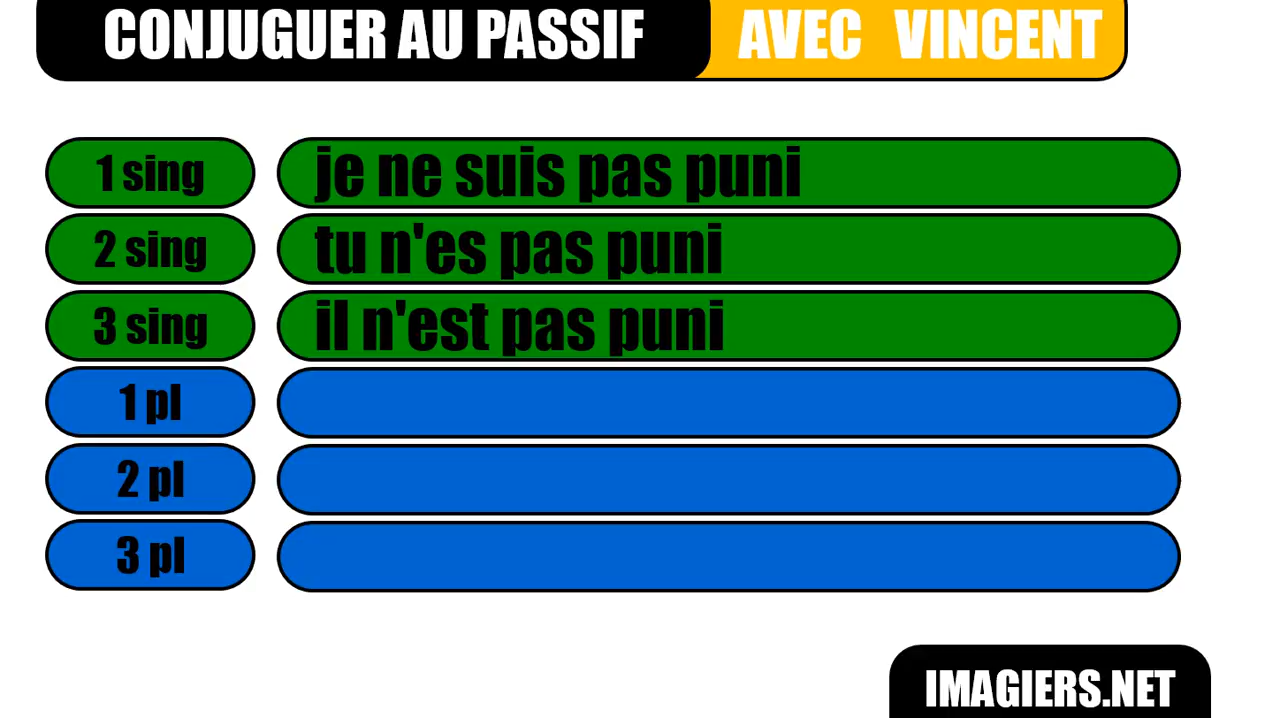 CONJUGUER AU PASSIF AVEC VINCENT
1 sing je ne suis pas puni
2 sing tu n'es pas puni
3 sing il n'est pas puni
1 pl
2 pl
3 pl
IMAGIERS.NET